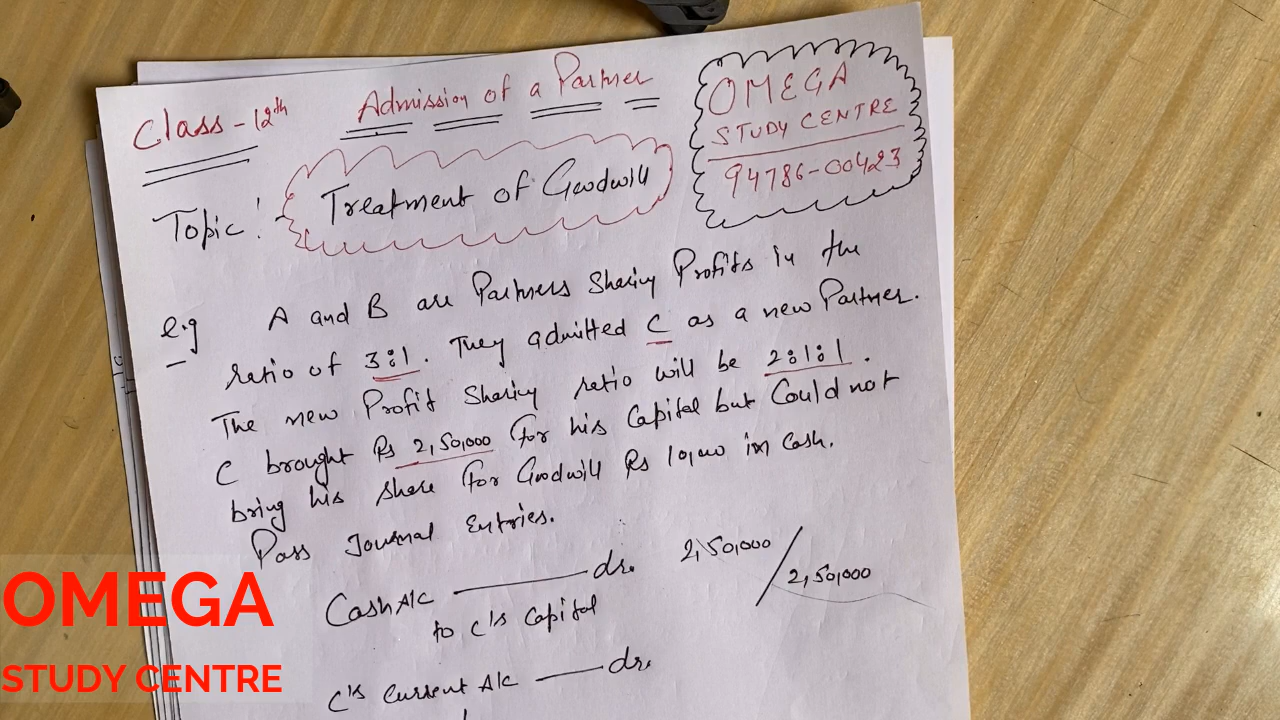 Class - 12th Admission of a Partner
OMEGA
STUDY CENTRE
94786-00423
Topic :- Treatment of Goodwill
e.g A and B are Partners Sharing Profits in the
ratio of 3:1. They admitted C as a new Partner.
The new Profit Sharing ratio will be 2:1:1.
C brought Rs 2,50,000 for his Capital but Could not
bring his share for Goodwill Rs 10,000 in Cash.
Pass Journal Entries.
Cash A/c dr. 2,50,000
to C's Capital 2,50,000
C's Current A/c dr.
OMEGA
STUDY CENTRE